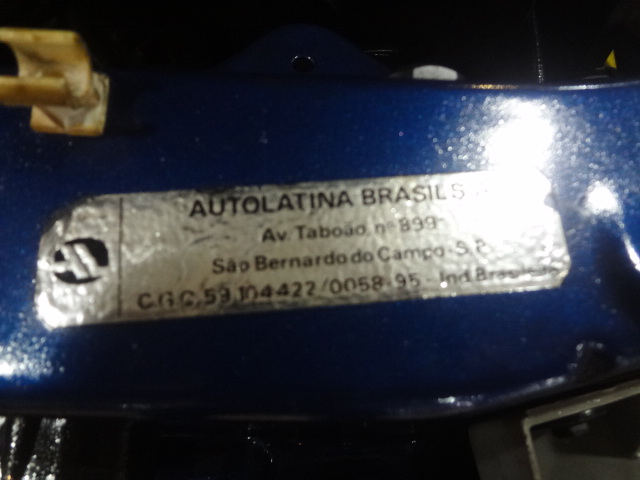 AUTOLATINA BRASIL S
Av. Taboão, nº 899
São Bernardo do Campo - S.P.
C.G.C. 59.104.422/0058-95 - Ind. Brasileira